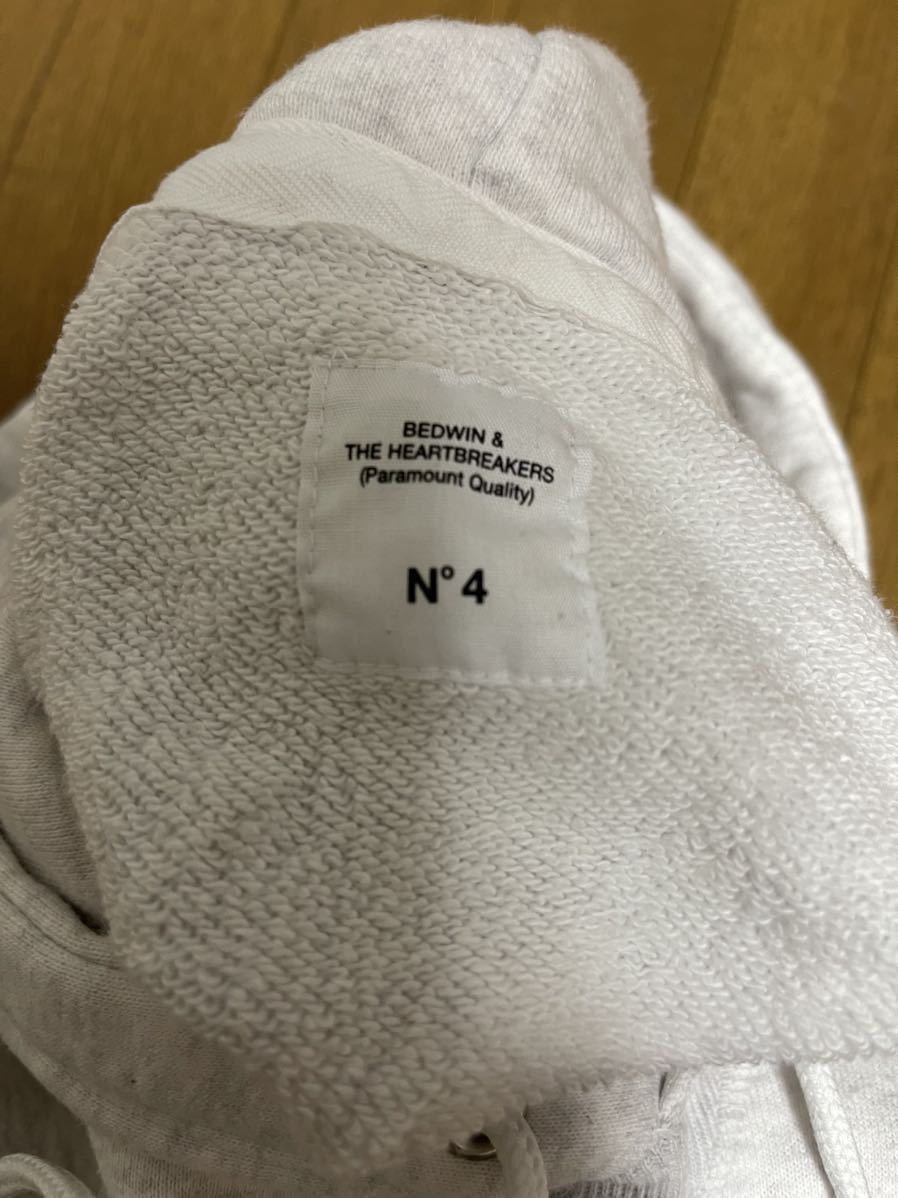 BEDWIN &
THE HEARTBREAKERS
(Paramount Quality)
N° 4